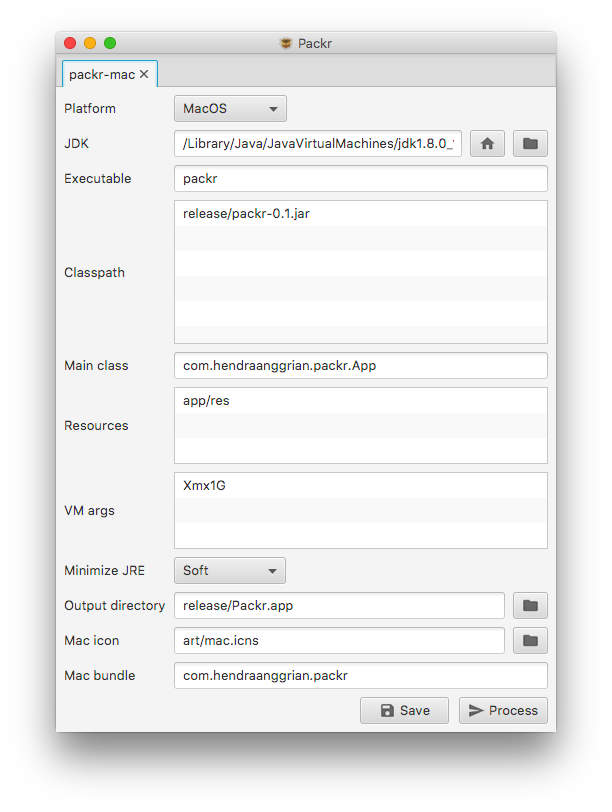 Packr
packr-mac
Platform MacOS
JDK /Library/Java/JavaVirtualMachines/jdk1.8.0_
Executable packr
release/packr-0.1.jar
Classpath
Main class com.hendraanggrian.packr.App
app/res
Resources
Xmx1G
VM args
Minimize JRE Soft
Output directory release/Packr.app
Mac icon art/mac.icns
Mac bundle com.hendraanggrian.packr
Save Process